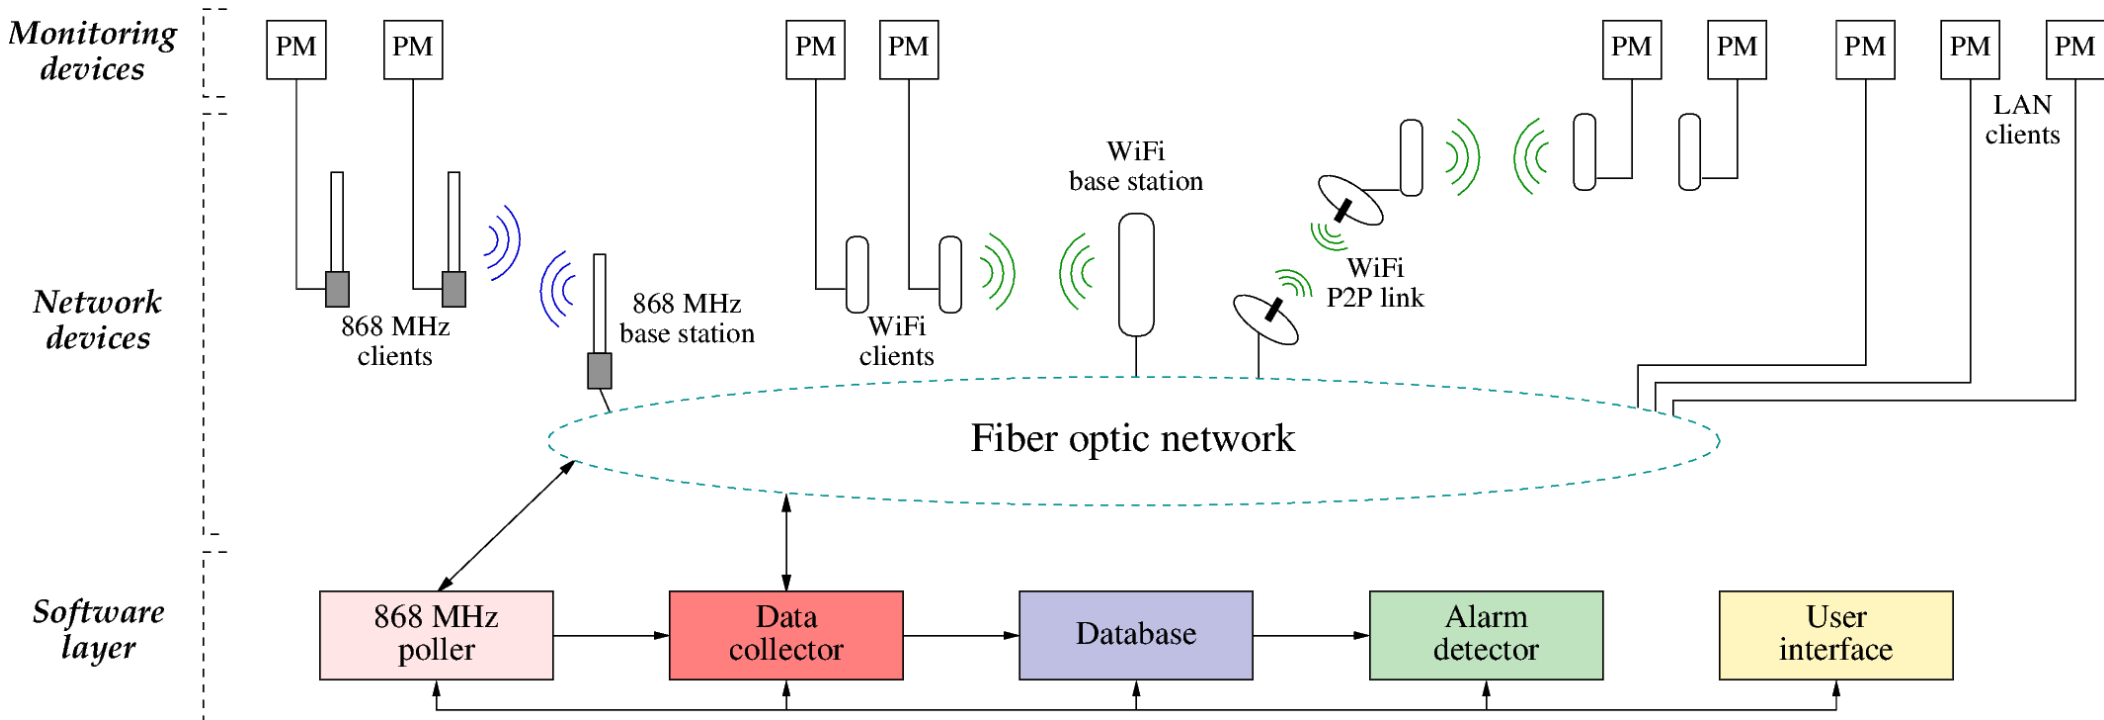 Monitoring
devices
PM PM PM PM PM PM PM PM PM
LAN
clients
WiFi
base station
WiFi
P2P link
Network
devices
868 MHz
clients
868 MHz
base station
WiFi
clients
Fiber optic network
Software
layer
868 MHz
poller
Data
collector
Database
Alarm
detector
User
interface